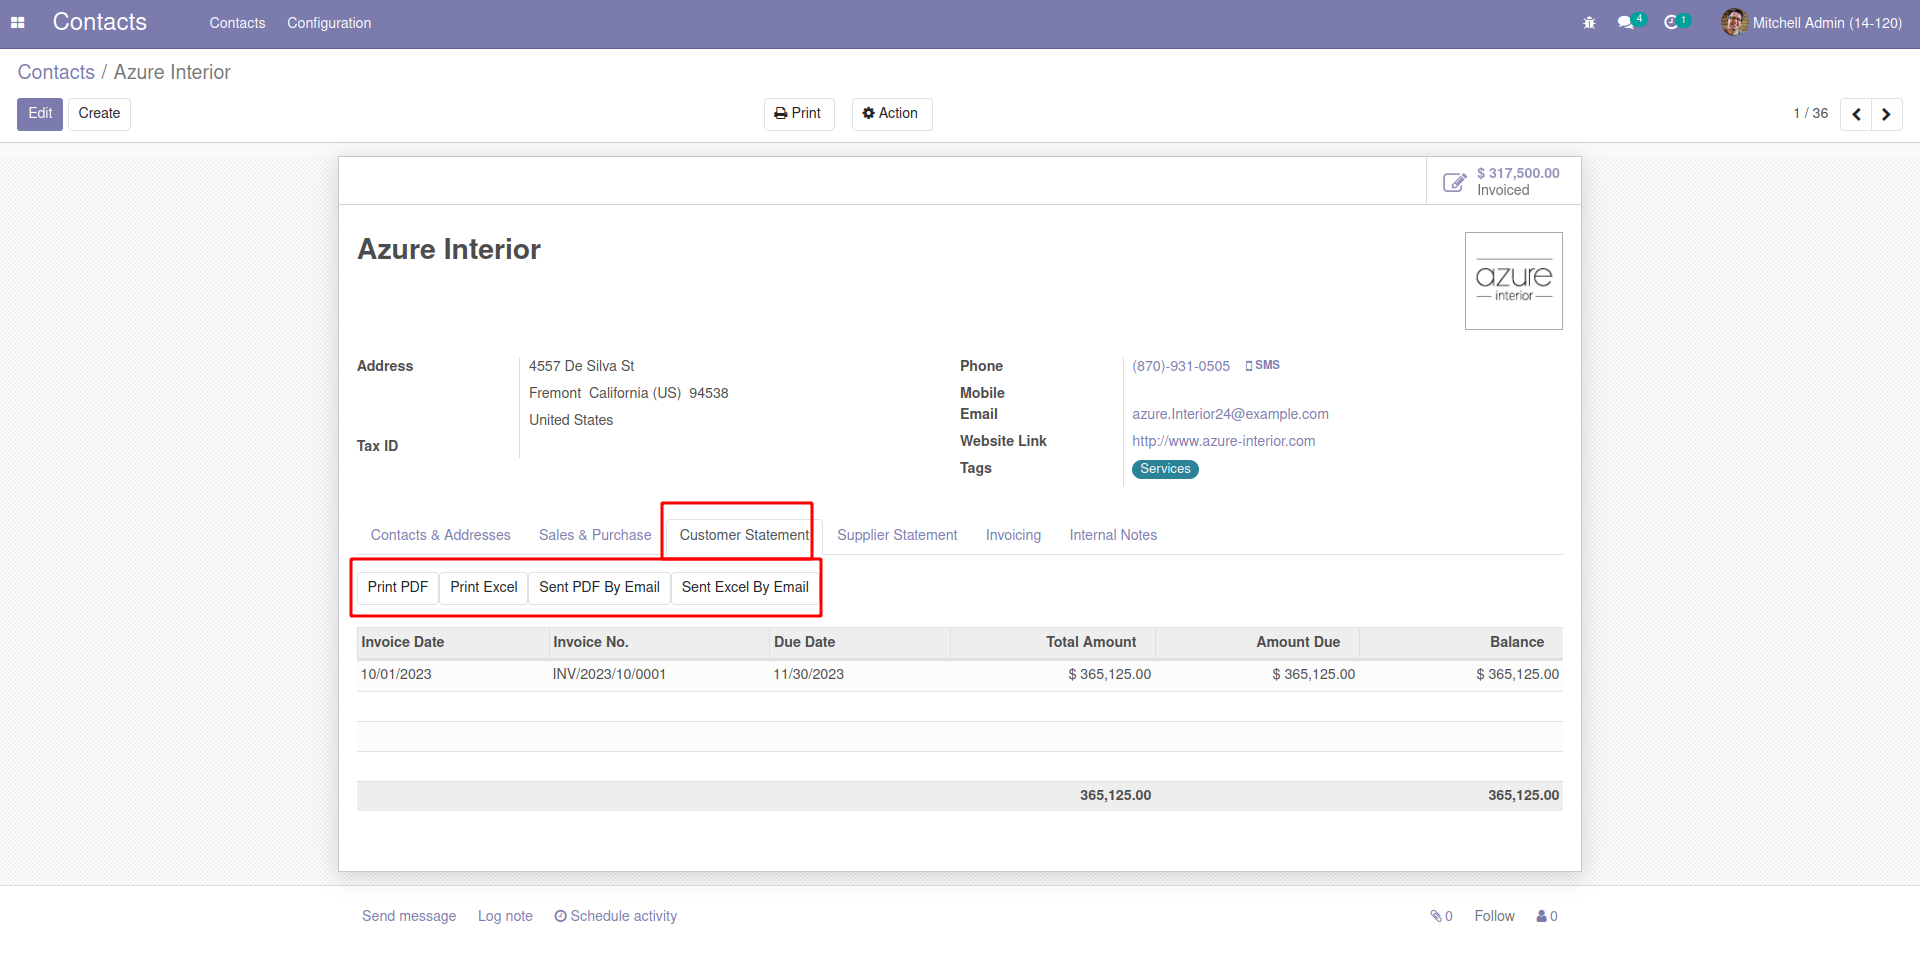 Contacts Contacts Configuration 4 1 Mitchell Admin (14-120)
Contacts / Azure Interior
Edit Create Print Action 1 / 36
$ 317,500.00
Invoiced
Azure Interior
azure
interior
Address 4557 De Silva St Phone (870)-931-0505 SMS
Fremont California (US) 94538 Mobile
United States Email azure.Interior24@example.com
Tax ID Website Link http://www.azure-interior.com
Tags Services
Contacts & Addresses Sales & Purchase Customer Statement Supplier Statement Invoicing Internal Notes
Print PDF Print Excel Sent PDF By Email Sent Excel By Email
Invoice Date Invoice No. Due Date Total Amount Amount Due Balance
10/01/2023 INV/2023/10/0001 11/30/2023 $ 365,125.00 $ 365,125.00 $ 365,125.00
365,125.00 365,125.00
Send message Log note Schedule activity 0 Follow 0